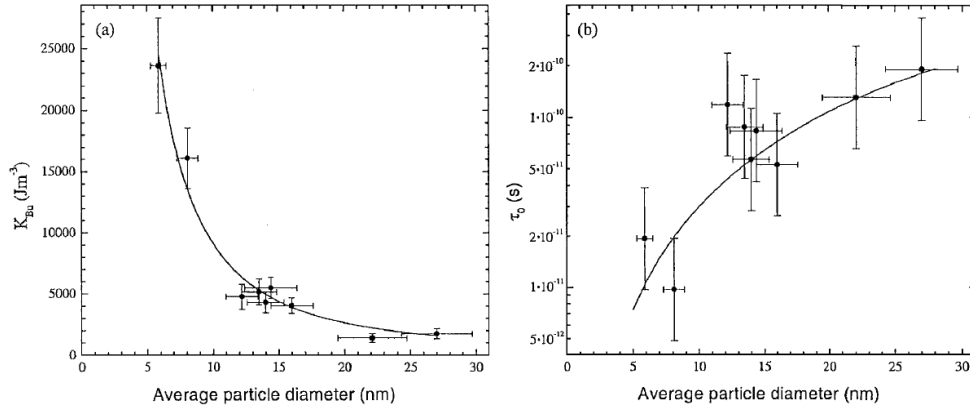 (a)
25000
20000
15000
10000
5000
0
K_Bu (Jm⁻³)
0 5 10 15 20 25 30
Average particle diameter (nm)
(b)
2•10⁻¹⁰
1•10⁻¹⁰
5•10⁻¹¹
2•10⁻¹¹
1•10⁻¹¹
5•10⁻¹²
τ₀ (s)
0 5 10 15 20 25 30
Average particle diameter (nm)